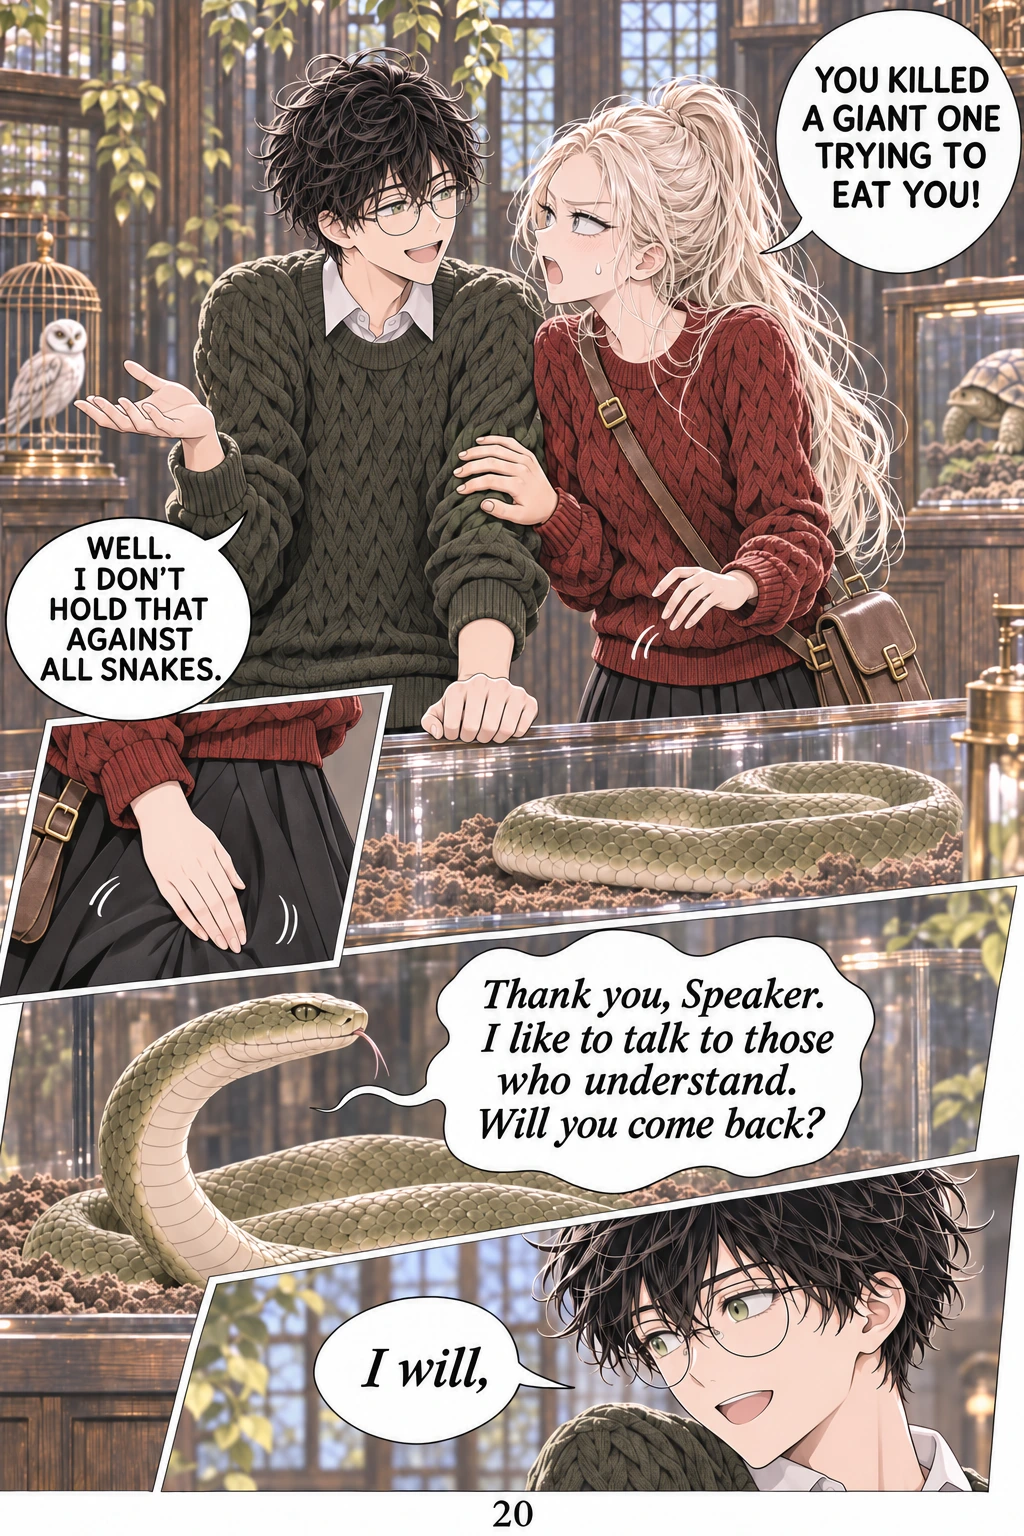 YOU KILLED
A GIANT ONE
TRYING TO
EAT YOU!
WELL.
I DON'T
HOLD THAT
AGAINST
ALL SNAKES.
Thank you, Speaker.
I like to talk to those
who understand.
Will you come back?
I will,
20